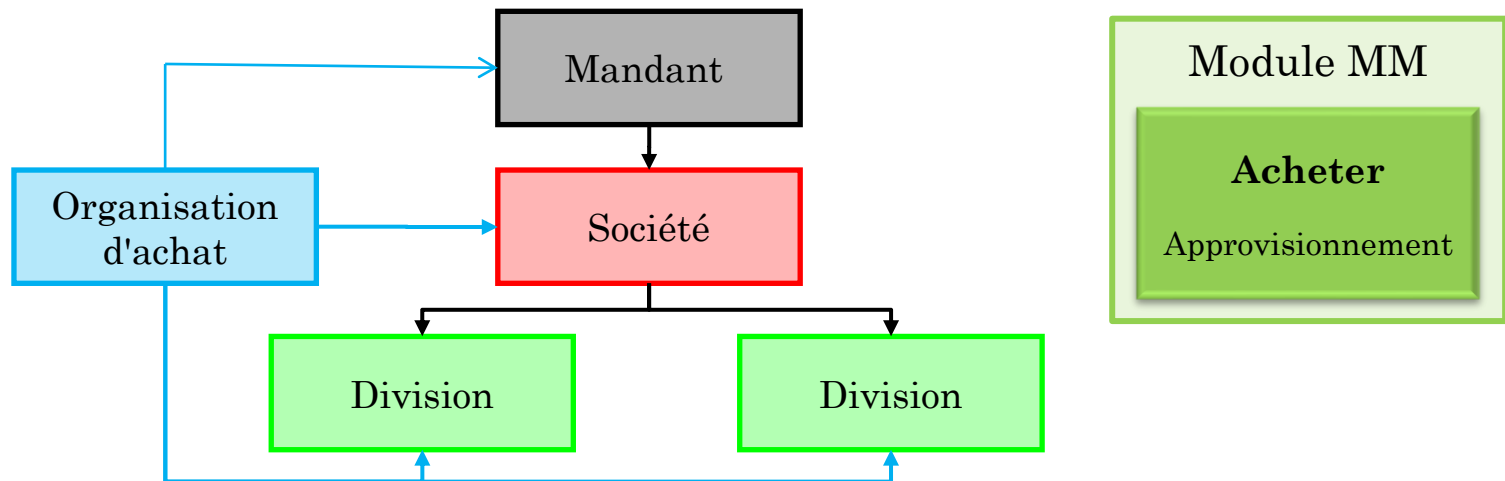 Mandant
Module MM
Acheter
Approvisionnement
Organisation
d'achat
Société
Division
Division